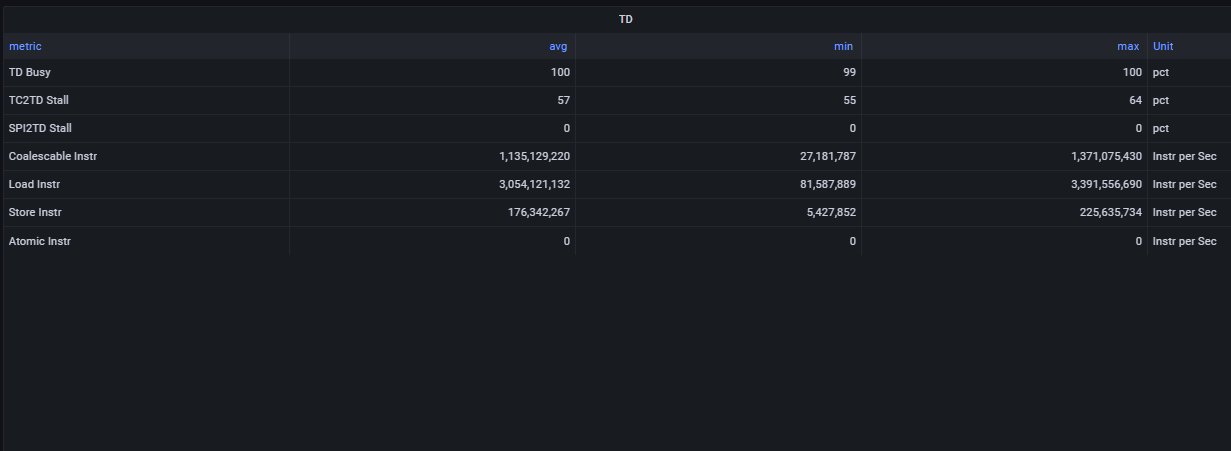 TD
metric avg min max Unit
TD Busy 100 99 100 pct
TC2TD Stall 57 55 64 pct
SPI2TD Stall 0 0 0 pct
Coalescable Instr 1,135,129,220 27,181,787 1,371,075,430 Instr per Sec
Load Instr 3,054,121,132 81,587,889 3,391,556,690 Instr per Sec
Store Instr 176,342,267 5,427,852 225,635,734 Instr per Sec
Atomic Instr 0 0 0 Instr per Sec